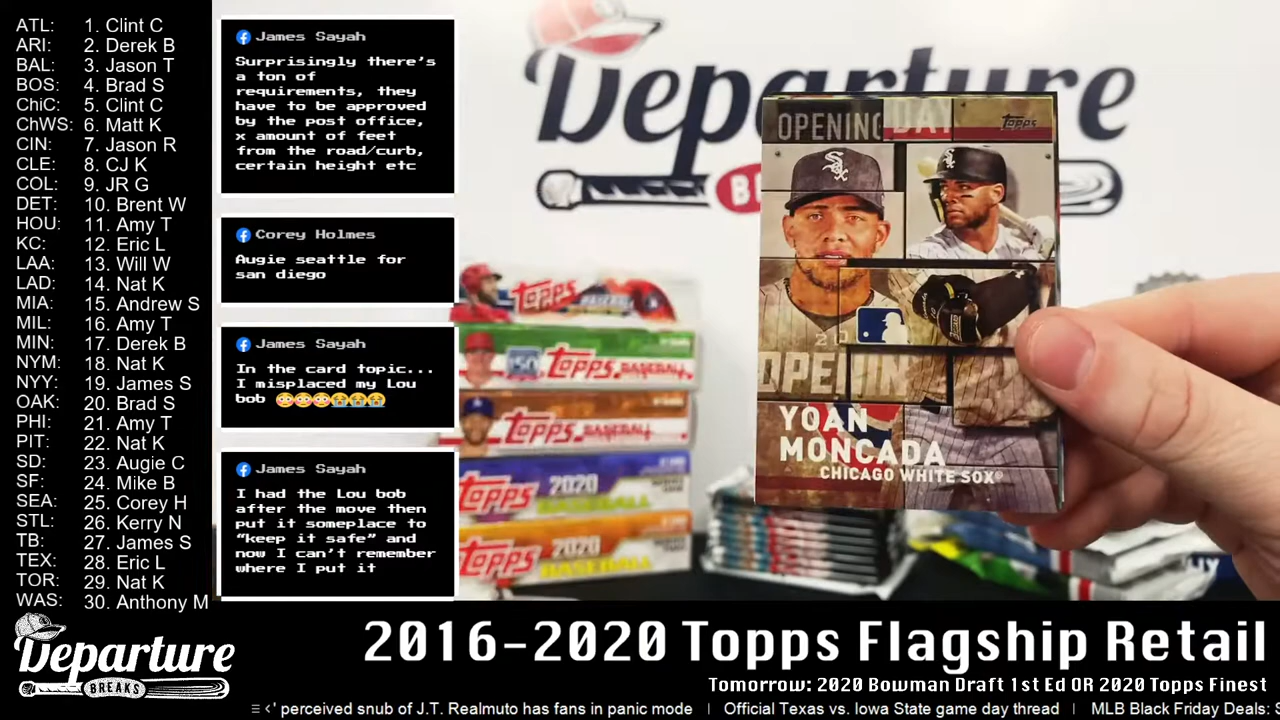 ATL: 1. Clint C
ARI: 2. Derek B
BAL: 3. Jason T
BOS: 4. Brad S
ChiC: 5. Clint C
ChWS: 6. Matt K
CIN: 7. Jason R
CLE: 8. CJ K
COL: 9. JR G
DET: 10. Brent W
HOU: 11. Amy T
KC: 12. Eric L
LAA: 13. Will W
LAD: 14. Nat K
MIA: 15. Andrew S
MIL: 16. Amy T
MIN: 17. Derek B
NYM: 18. Nat K
NYY: 19. James S
OAK: 20. Brad S
PHI: 21. Amy T
PIT: 22. Nat K
SD: 23. Augie C
SF: 24. Mike B
SEA: 25. Corey H
STL: 26. Kerry N
TB: 27. James S
TEX: 28. Eric L
TOR: 29. Nat K
WAS: 30. Anthony M
James Sayah
Surprisingly there's
a ton of
requirements, they
have to be approved
by the post office,
x amount of feet
from the road/curb,
certain height etc
Corey Holmes
Augie seattle for
san diego
James Sayah
In the card topic...
I misplaced my Lou
bob 😳😳😳😭😭😭
James Sayah
I had the Lou bob
after the move then
put it someplace to
"keep it safe" and
now I can't remember
where I put it
Departure
OPENING DAY
Topps
Sox
OPENIN
YOAN
MONCADA
CHICAGO WHITE SOX®
Topps
Topps BASEBALL
Topps BASEBALL
Topps 2020 BASEBALL
Topps 2020 BASEBALL
Departure
BREAKS
2016-2020 Topps Flagship Retail
Tomorrow: 2020 Bowman Draft 1st Ed OR 2020 Topps Finest
<' perceived snub of J.T. Realmuto has fans in panic mode | Official Texas vs. Iowa State game day thread | MLB Black Friday Deals: S